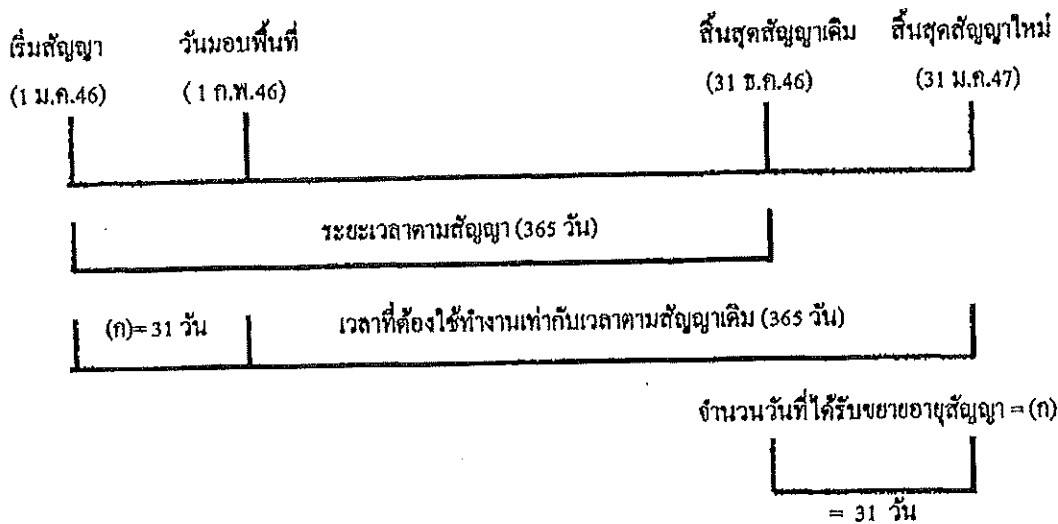 เริ่มสัญญา วันมอบพื้นที่ สิ้นสุดสัญญาเดิม สิ้นสุดสัญญาใหม่
(1 ม.ค.46) (1 ก.พ.46) (31 ธ.ค.46) (31 ม.ค.47)
ระยะเวลาตามสัญญา (365 วัน)
(ก)= 31 วัน เวลาที่ต้องใช้ทำงานเท่ากับเวลาตามสัญญาเดิม (365 วัน)
จำนวนวันที่ได้รับขยายอายุสัญญา = (ก)
= 31 วัน